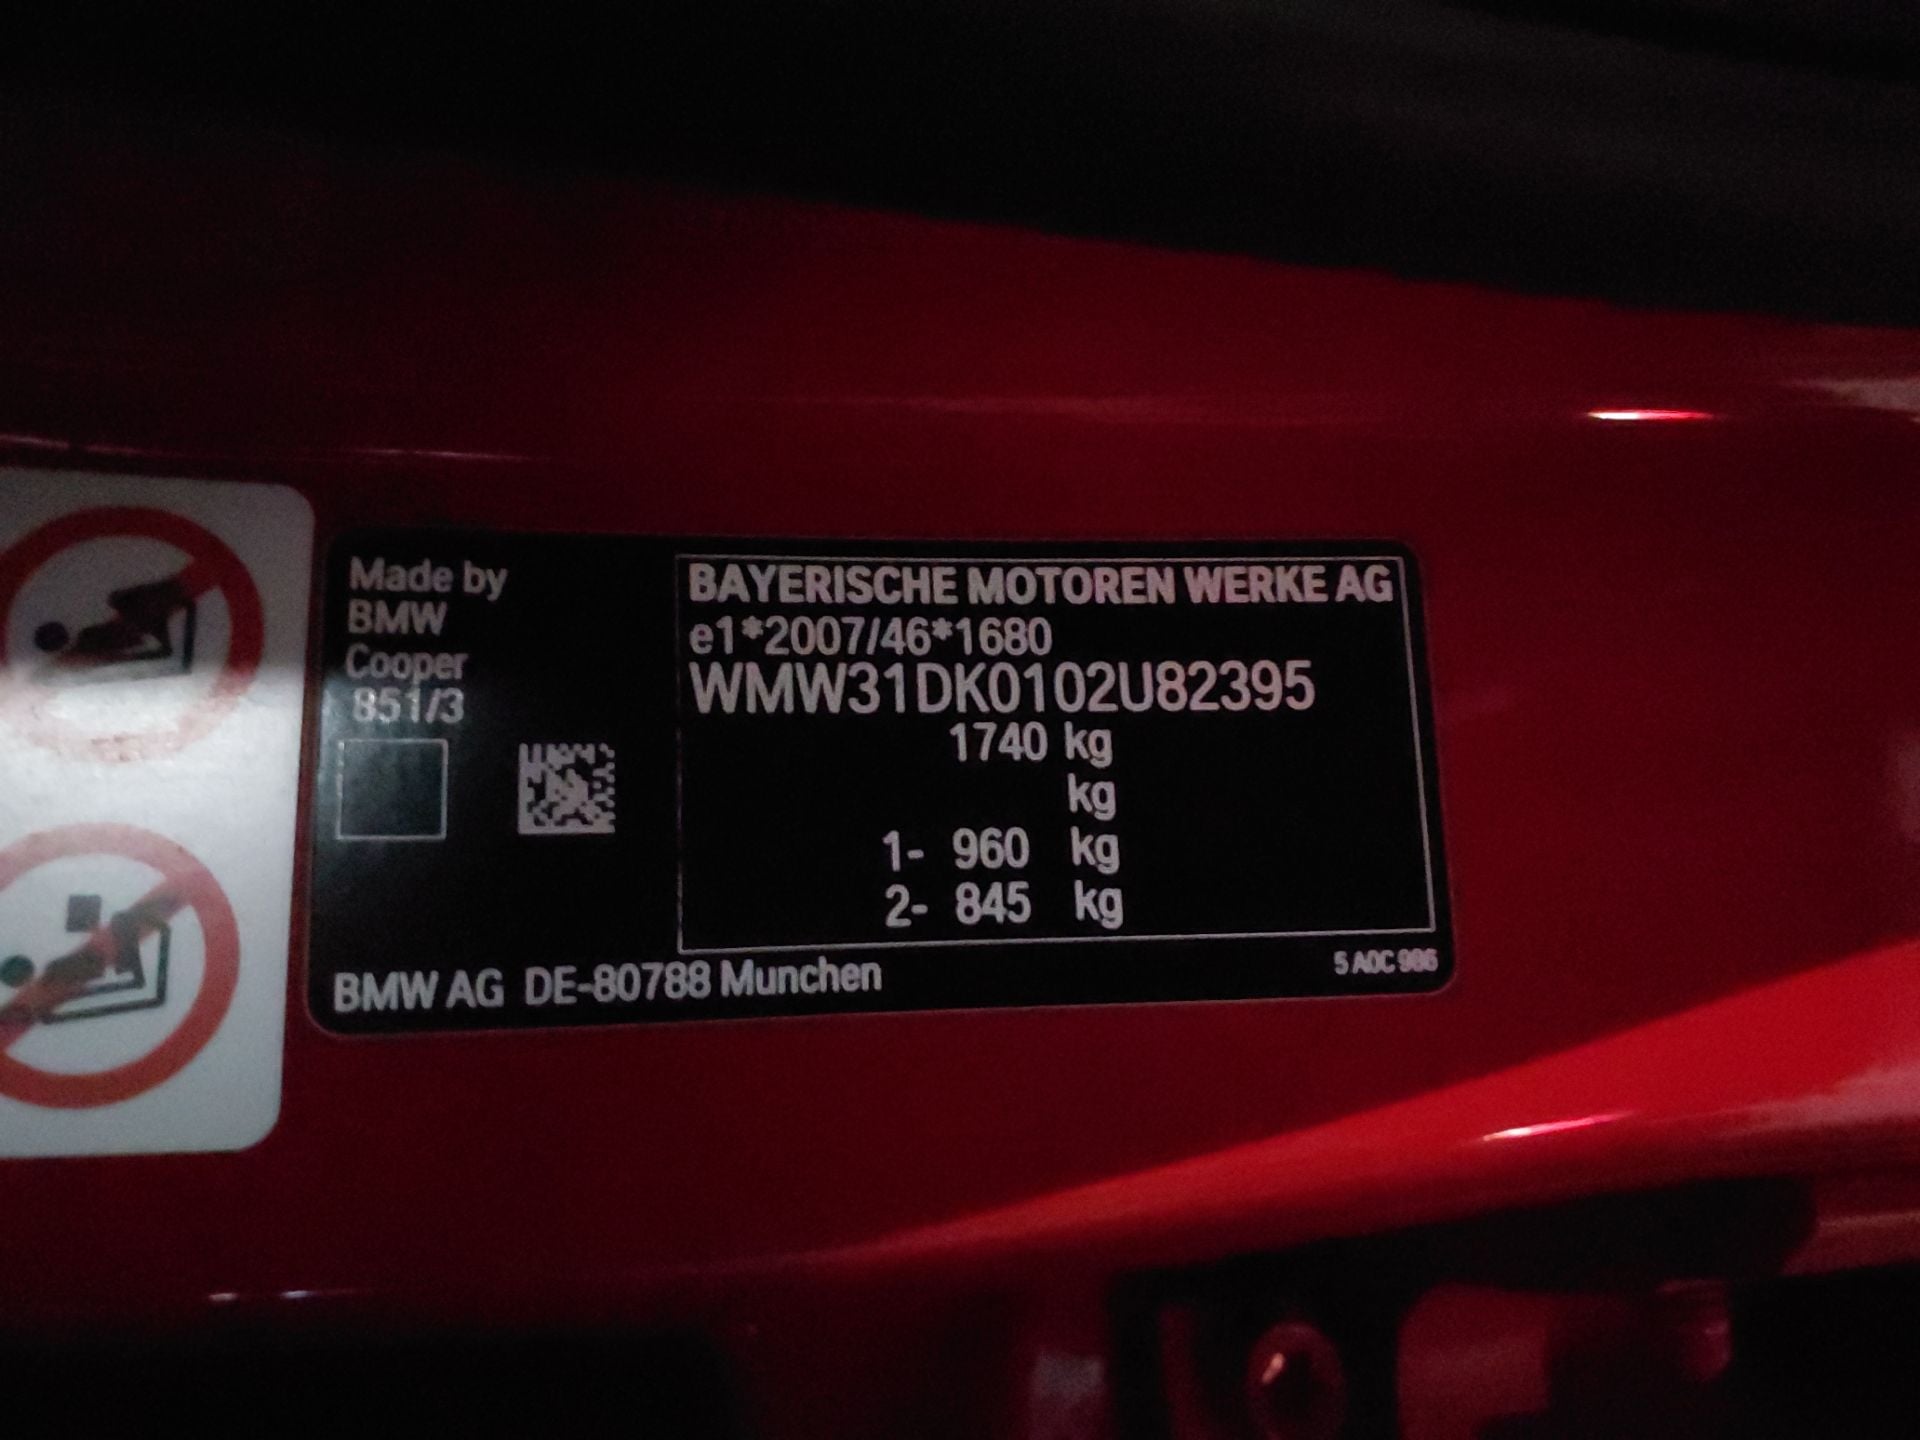 Made by
BMW
Cooper
851/3
BAYERISCHE MOTOREN WERKE AG
e1*2007/46*1680
WMW31DK0102U82395
1740 kg
kg
1- 960 kg
2- 845 kg
BMW AG DE-80788 Munchen
5 A0C 986